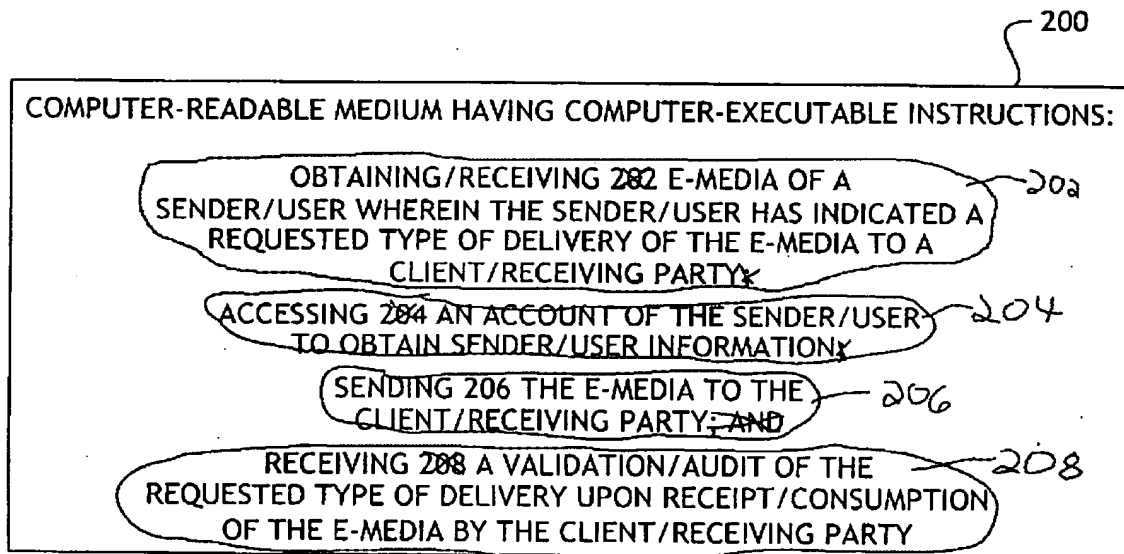 200
COMPUTER-READABLE MEDIUM HAVING COMPUTER-EXECUTABLE INSTRUCTIONS:
OBTAINING/RECEIVING 202 E-MEDIA OF A
202
SENDER/USER WHEREIN THE SENDER/USER HAS INDICATED A
REQUESTED TYPE OF DELIVERY OF THE E-MEDIA TO A
CLIENT/RECEIVING PARTY;
ACCESSING 204 AN ACCOUNT OF THE SENDER/USER
204
TO OBTAIN SENDER/USER INFORMATION;
SENDING 206 THE E-MEDIA TO THE
206
CLIENT/RECEIVING PARTY; AND
RECEIVING 208 A VALIDATION/AUDIT OF THE
208
REQUESTED TYPE OF DELIVERY UPON RECEIPT/CONSUMPTION
OF THE E-MEDIA BY THE CLIENT/RECEIVING PARTY